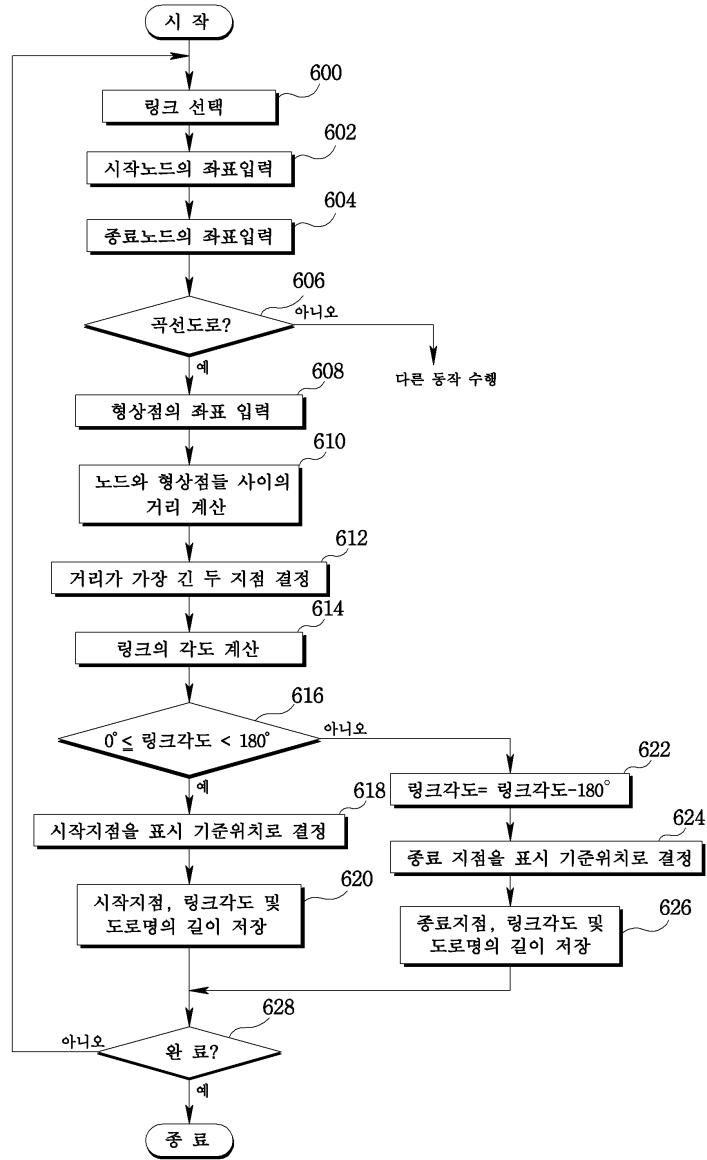 시 작
600
링크 선택
602
시작노드의 좌표입력
604
종료노드의 좌표입력
606
곡선도로?
아니오
예
다른 동작 수행
608
형상점의 좌표 입력
610
노드와 형상점들 사이의
거리 계산
612
거리가 가장 긴 두 지점 결정
614
링크의 각도 계산
616
0°≤ 링크각도 < 180°
아니오
예
622
링크각도= 링크각도-180°
618
시작지점을 표시 기준위치로 결정
624
종료 지점을 표시 기준위치로 결정
620
시작지점, 링크각도 및
도로명의 길이 저장
626
종료지점, 링크각도 및
도로명의 길이 저장
628
아니오
완 료?
예
종 료